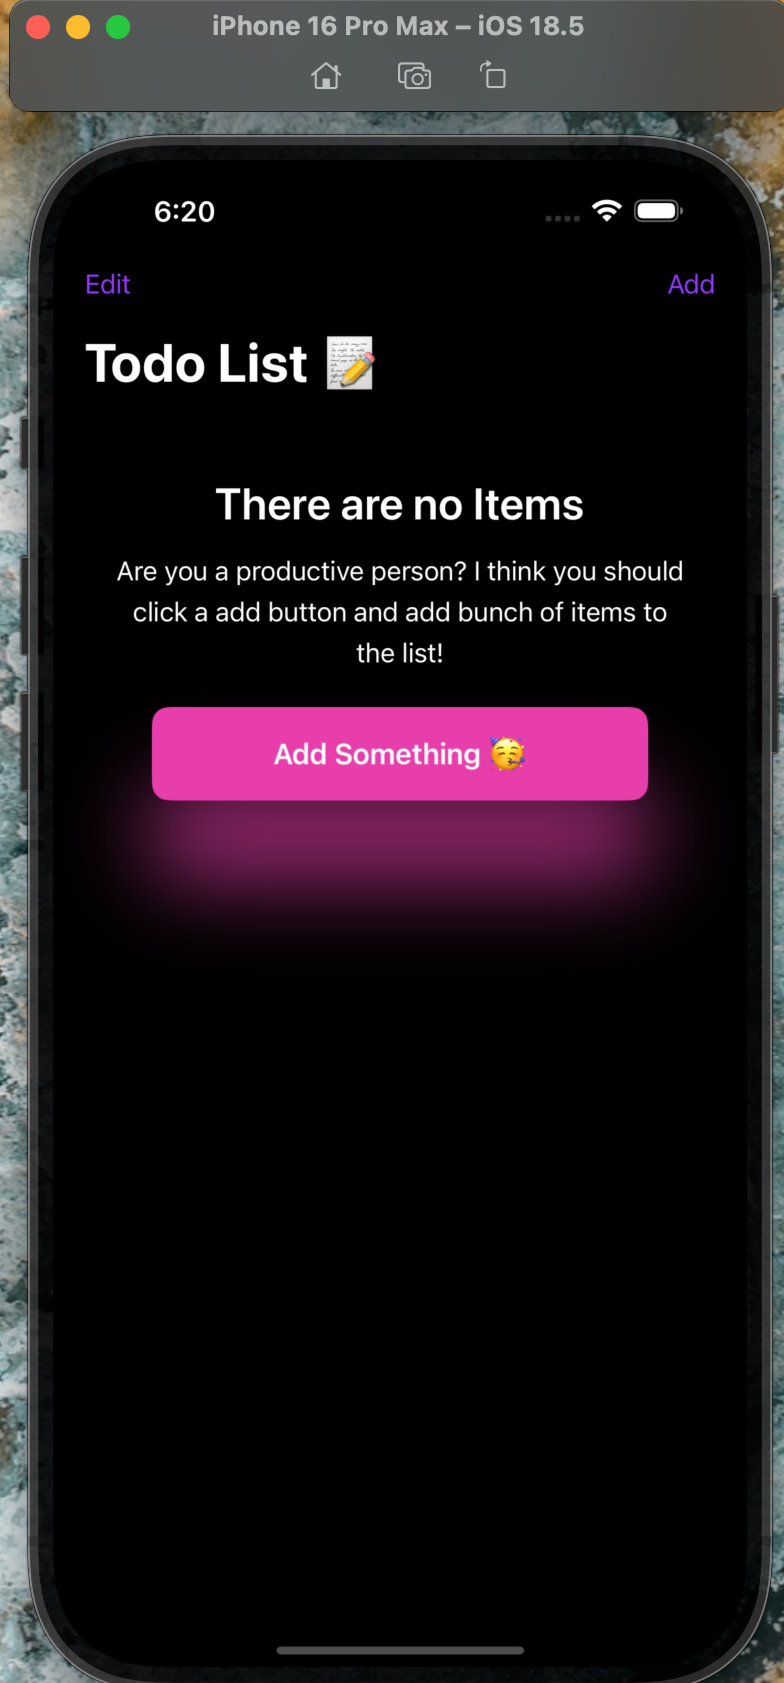 iPhone 16 Pro Max – iOS 18.5
6:20
Edit
Add
Todo List 📝
There are no Items
Are you a productive person? I think you should
click a add button and add bunch of items to
the list!
Add Something 🥳